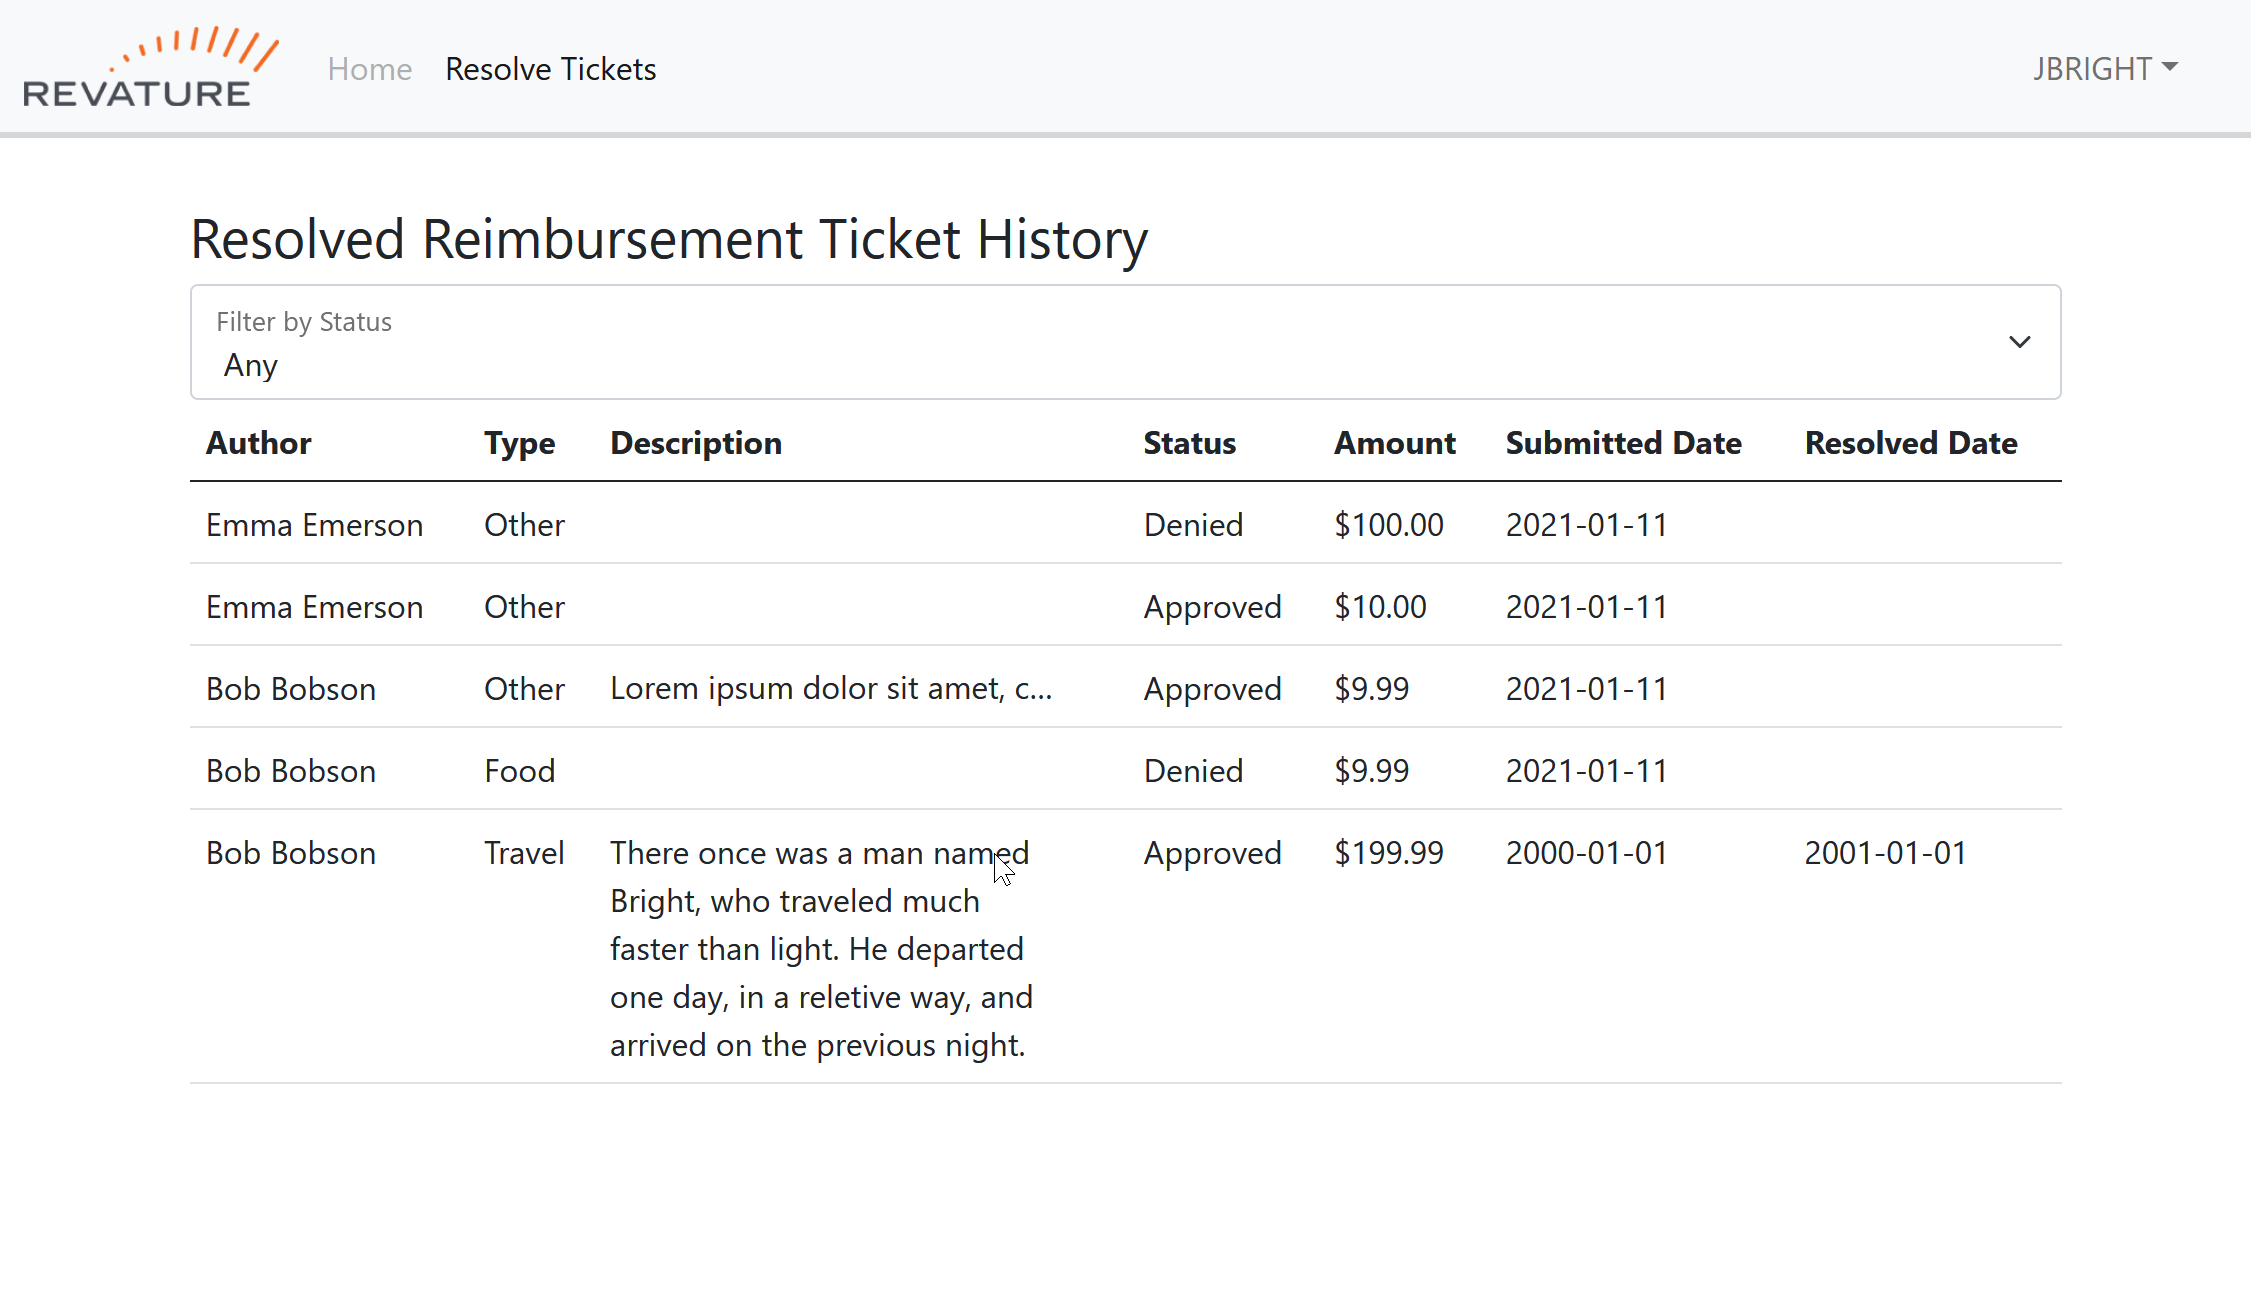 REVATURE
Home Resolve Tickets JBRIGHT
Resolved Reimbursement Ticket History
Filter by Status
Any
Author Type Description Status Amount Submitted Date Resolved Date
Emma Emerson Other Denied $100.00 2021-01-11
Emma Emerson Other Approved $10.00 2021-01-11
Bob Bobson Other Lorem ipsum dolor sit amet, c... Approved $9.99 2021-01-11
Bob Bobson Food Denied $9.99 2021-01-11
Bob Bobson Travel There once was a man named Approved $199.99 2000-01-01 2001-01-01
Bright, who traveled much
faster than light. He departed
one day, in a reletive way, and
arrived on the previous night.